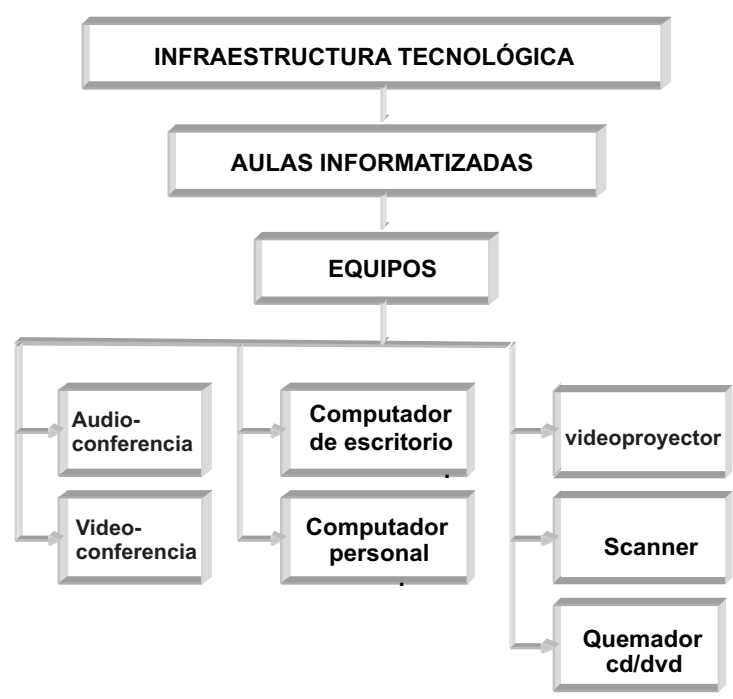 INFRAESTRUCTURA TECNOLÓGICA
AULAS INFORMATIZADAS
EQUIPOS
Audio-
conferencia
Video-
conferencia
Computador
de escritorio
.
Computador
personal
.
videoproyector
Scanner
Quemador
cd/dvd